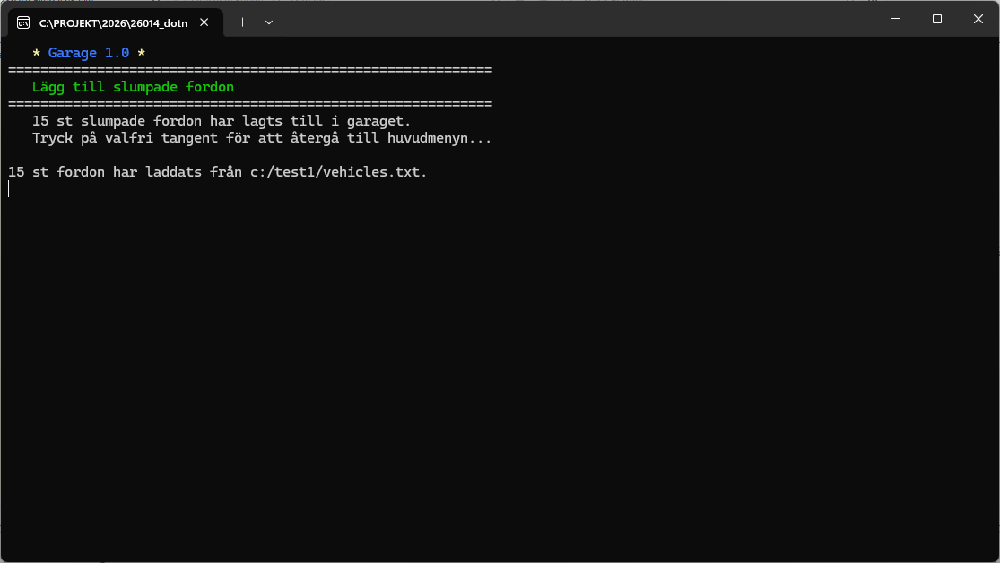 C:\PROJEKT\2026\26014_dotn
* Garage 1.0 *
============================================================
Lägg till slumpade fordon
============================================================
15 st slumpade fordon har lagts till i garaget.
Tryck på valfri tangent för att återgå till huvudmenyn...
15 st fordon har laddats från c:/test1/vehicles.txt.